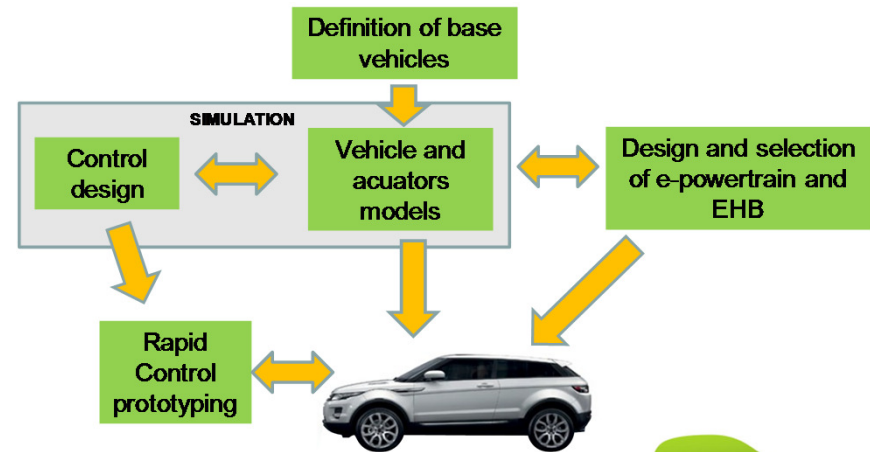 Definition of base
vehicles
SIMULATION
Control
design
Vehicle and
acuators
models
Design and selection
of e-powertrain and
EHB
Rapid
Control
prototyping